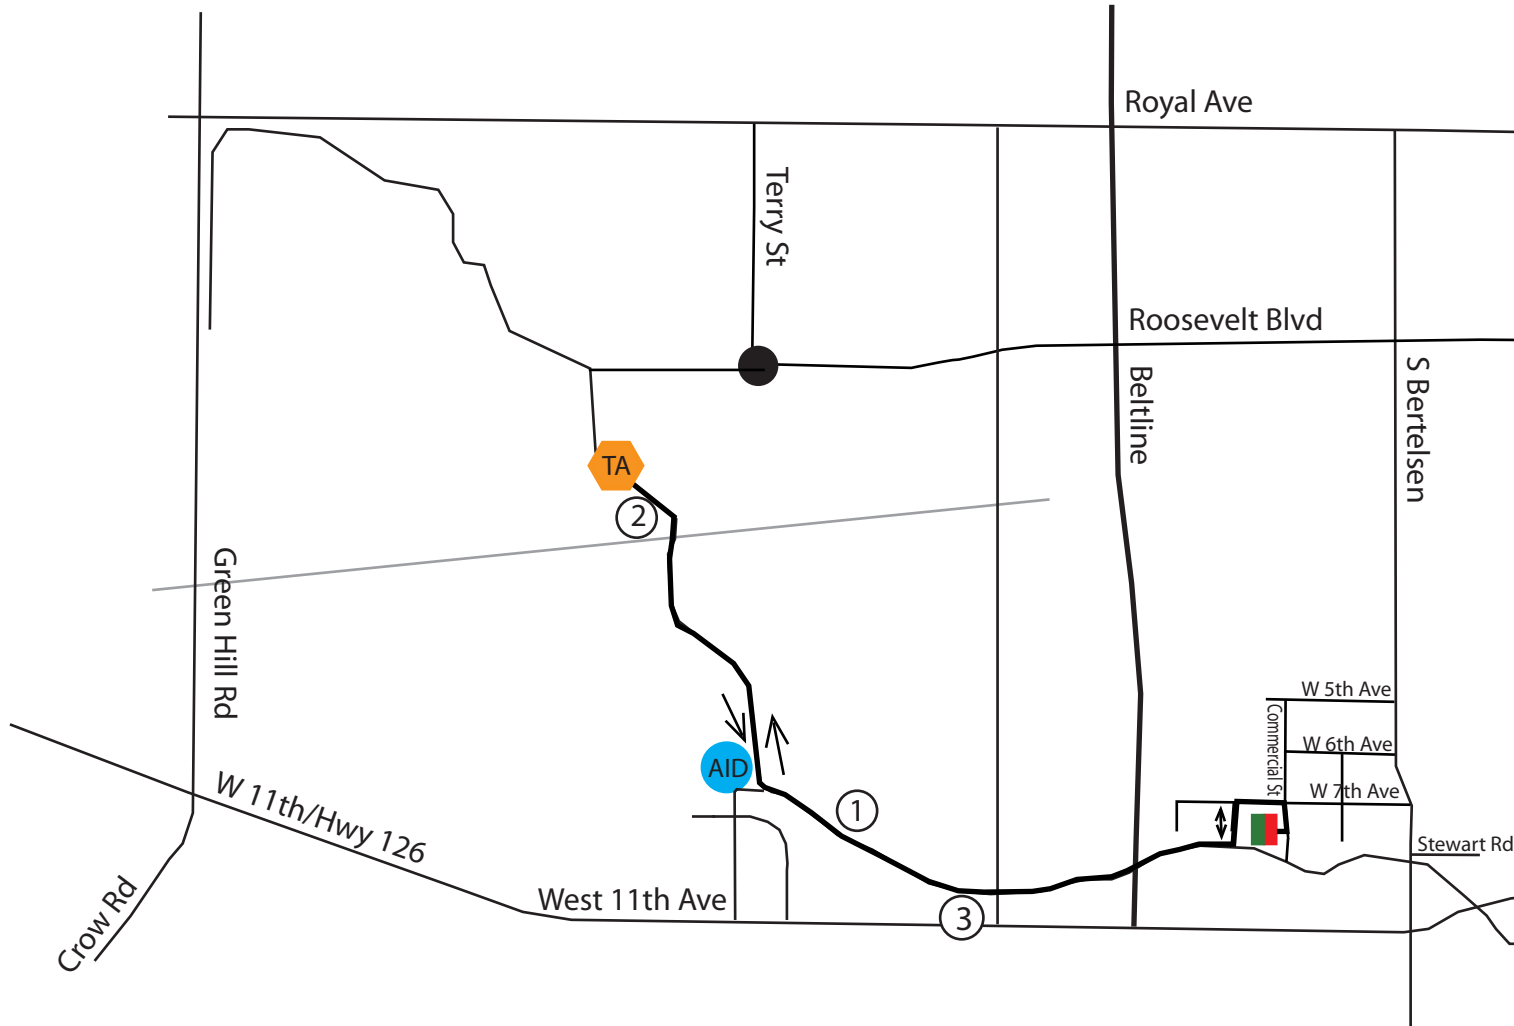 Royal Ave
Terry St
Roosevelt Blvd
Beltline
S Bertelsen
TA
2
Green Hill Rd
W 5th Ave
Commercial St
W 6th Ave
AID
W 7th Ave
1
W 11th/Hwy 126
Stewart Rd
West 11th Ave
3
Crow Rd